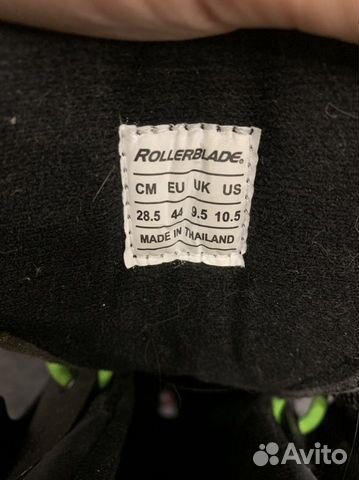 ROLLERBLADE®
CM EU UK US
28.5 44 9.5 10.5
MADE IN THAILAND
Avito